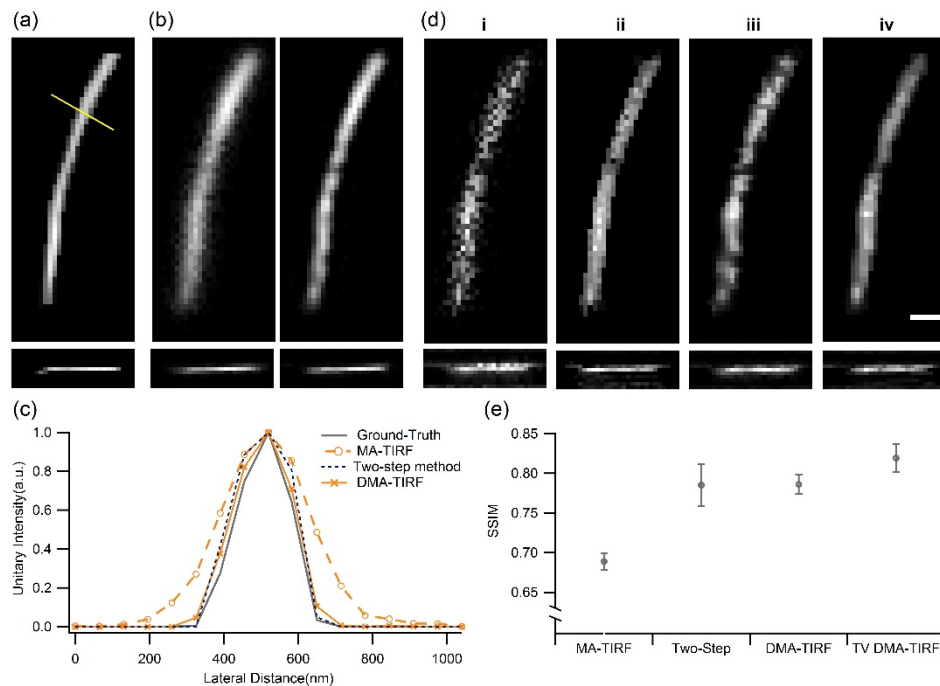 (a)
(b)
(d)
i
ii
iii
iv
(c)
1.0
0.8
0.6
0.4
0.2
0.0
Unitary Intensity(a.u.)
Ground-Truth
MA-TIRF
Two-step method
DMA-TIRF
0
200
400
600
800
1000
Lateral Distance(nm)
(e)
0.85
0.80
0.75
0.70
0.65
SSIM
MA-TIRF
Two-Step
DMA-TIRF
TV DMA-TIRF